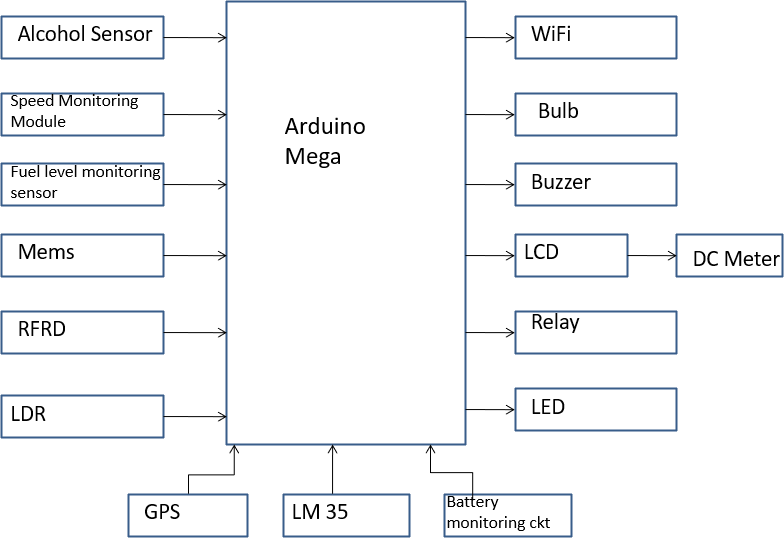 Alcohol Sensor
WiFi
Speed Monitoring
Module
Bulb
Arduino
Mega
Fuel level monitoring
sensor
Buzzer
Mems
LCD
DC Meter
RFRD
Relay
LDR
LED
GPS
LM 35
Battery
monitoring ckt